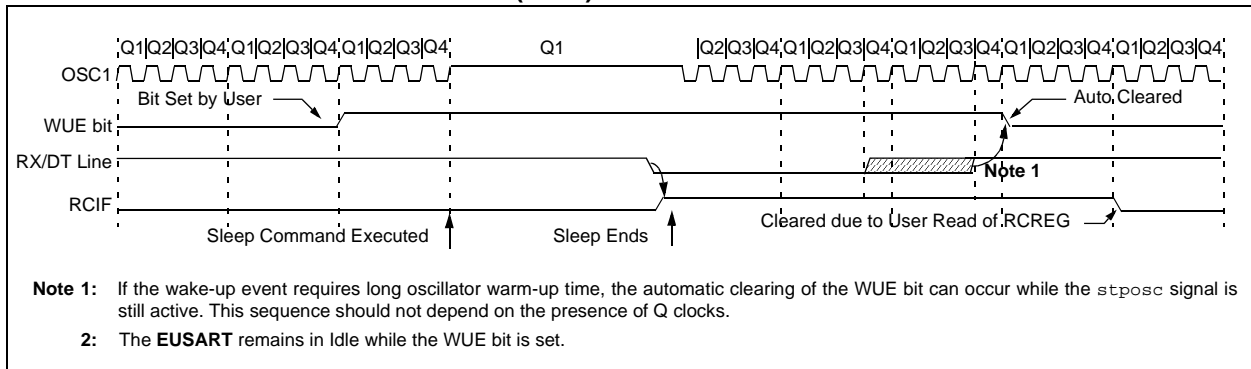 Q1|Q2|Q3|Q4 Q1|Q2|Q3|Q4 Q1|Q2|Q3|Q4 Q1 |Q2|Q3|Q4 Q1|Q2|Q3|Q4 Q1|Q2|Q3|Q4 Q1|Q2|Q3|Q4 Q1|Q2|Q3|Q4
OSC1
Bit Set by User Auto Cleared
WUE bit
RX/DT Line
Note 1
RCIF
Cleared due to User Read of RCREG
Sleep Command Executed Sleep Ends
Note 1: If the wake-up event requires long oscillator warm-up time, the automatic clearing of the WUE bit can occur while the stposc signal is
still active. This sequence should not depend on the presence of Q clocks.
2: The EUSART remains in Idle while the WUE bit is set.